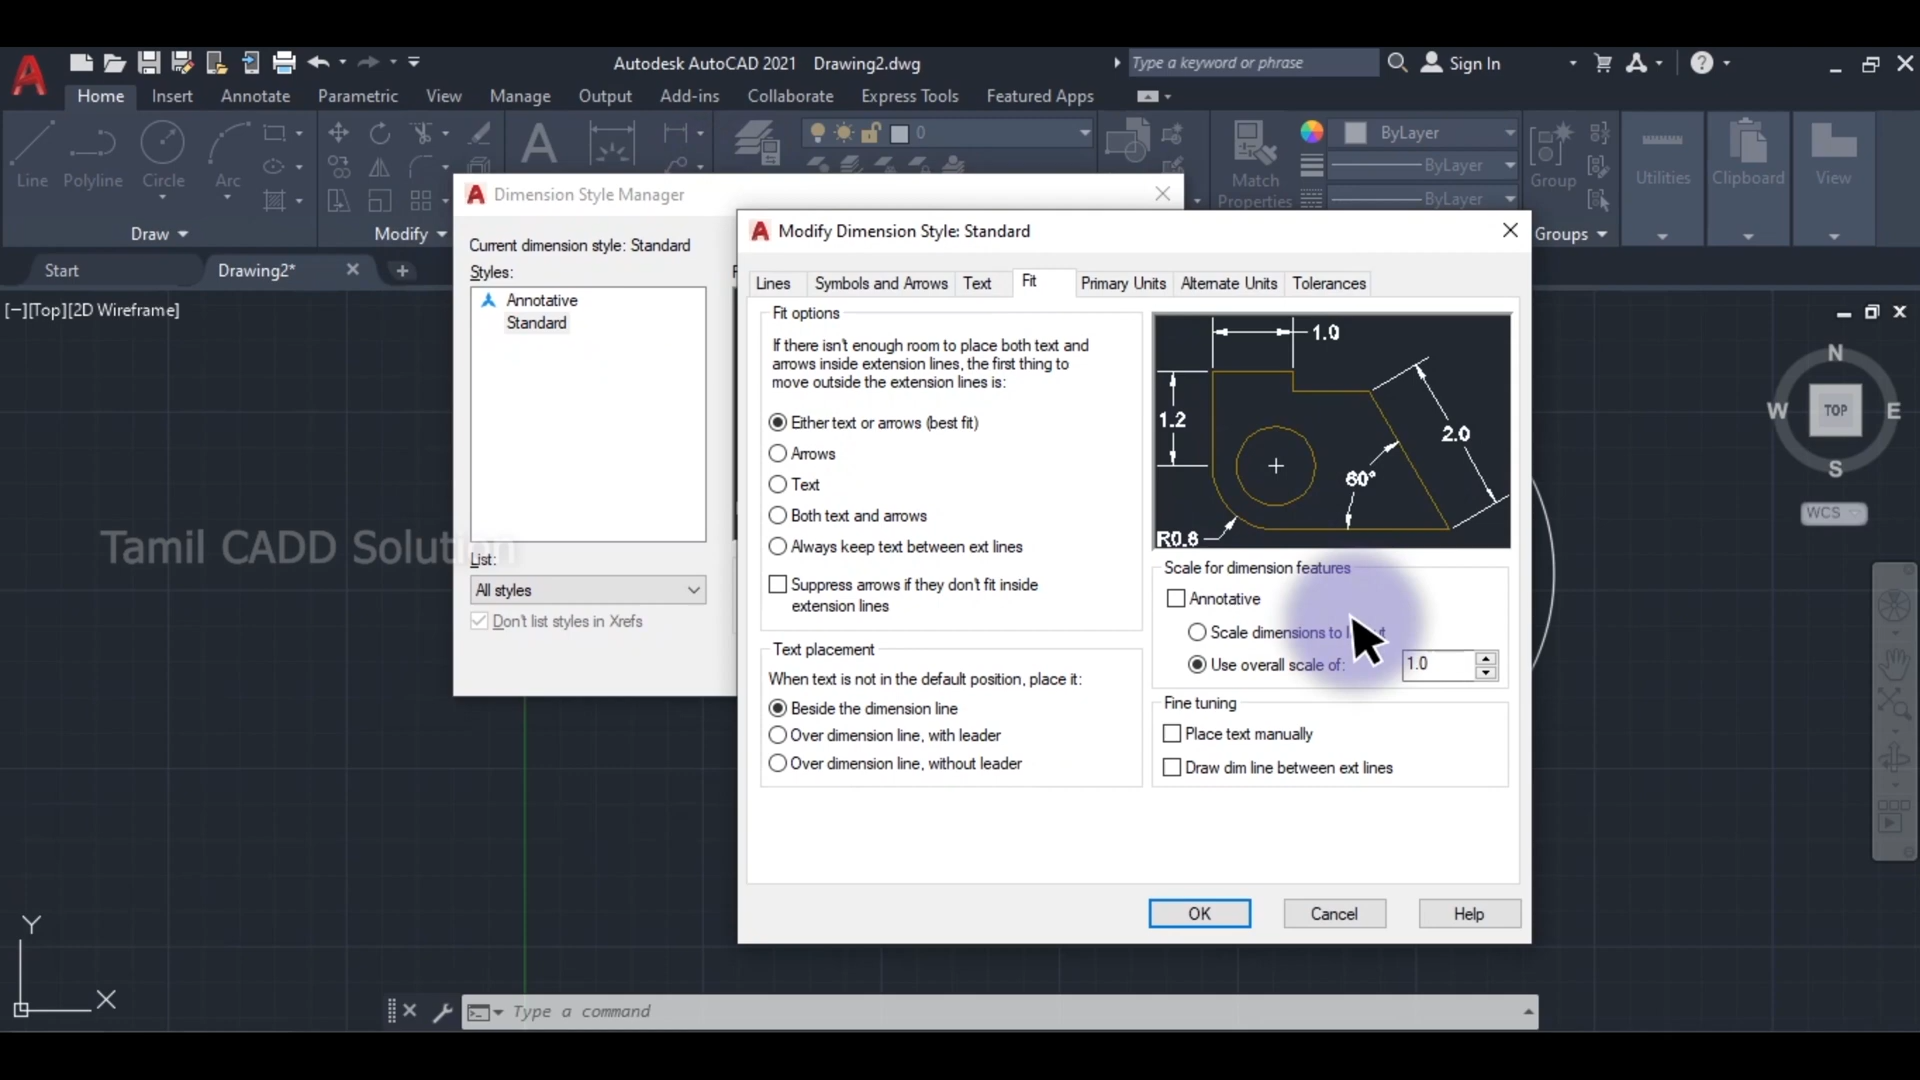 Autodesk AutoCAD 2021 Drawing2.dwg
Type a keyword or phrase
Sign In
Home Insert Annotate Parametric View Manage Output Add-ins Collaborate Express Tools Featured Apps
0
ByLayer
ByLayer
ByLayer
Line Polyline Circle Arc
Match
Properties
Group
Utilities
Clipboard
View
Draw
Modify
Groups
Start
Drawing2*
[−][Top][2D Wireframe]
Dimension Style Manager
Current dimension style: Standard
Styles:
Annotative
Standard
List:
All styles
Don't list styles in Xrefs
Modify Dimension Style: Standard
Lines Symbols and Arrows Text Fit Primary Units Alternate Units Tolerances
Fit options
If there isn't enough room to place both text and
arrows inside extension lines, the first thing to
move outside the extension lines is:
Either text or arrows (best fit)
Arrows
Text
Both text and arrows
Always keep text between ext lines
Suppress arrows if they don't fit inside
extension lines
Text placement
When text is not in the default position, place it:
Beside the dimension line
Over dimension line, with leader
Over dimension line, without leader
1.0
1.2
2.0
60°
R0.8
Scale for dimension features
Annotative
Scale dimensions to
Use overall scale of:
1.0
Fine tuning
Place text manually
Draw dim line between ext lines
OK
Cancel
Help
N
W
TOP
E
S
WCS
Tamil CADD Solution
Y
X
Type a command